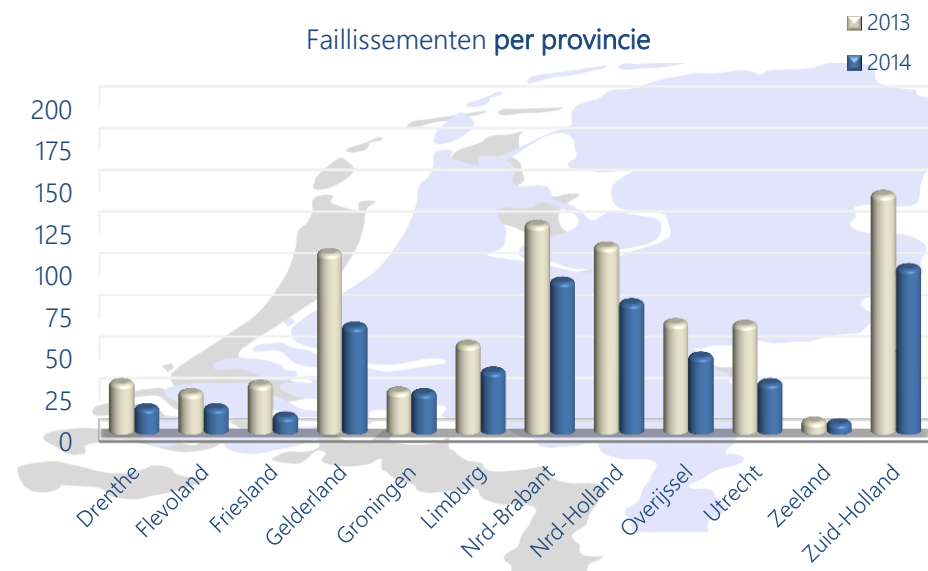 Faillissementen per provincie
2013
2014
200
175
150
125
100
75
50
25
0
Drenthe
Flevoland
Friesland
Gelderland
Groningen
Limburg
Nrd-Brabant
Nrd-Holland
Overijssel
Utrecht
Zeeland
Zuid-Holland